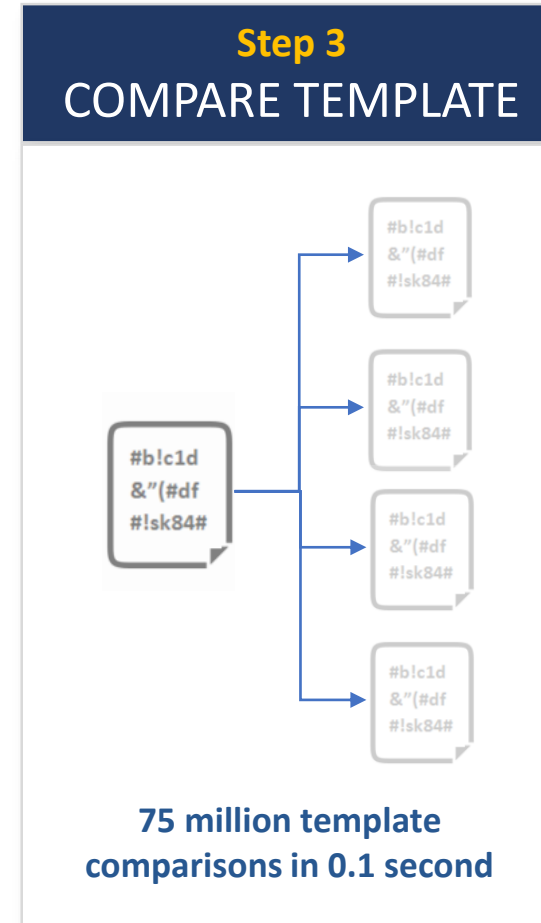 Step 3
COMPARE TEMPLATE
#b!c1d
&”(#df
#!sk84#
#b!c1d
&”(#df
#!sk84#
#b!c1d
&”(#df
#!sk84#
#b!c1d
&”(#df
#!sk84#
#b!c1d
&”(#df
#!sk84#
75 million template
comparisons in 0.1 second